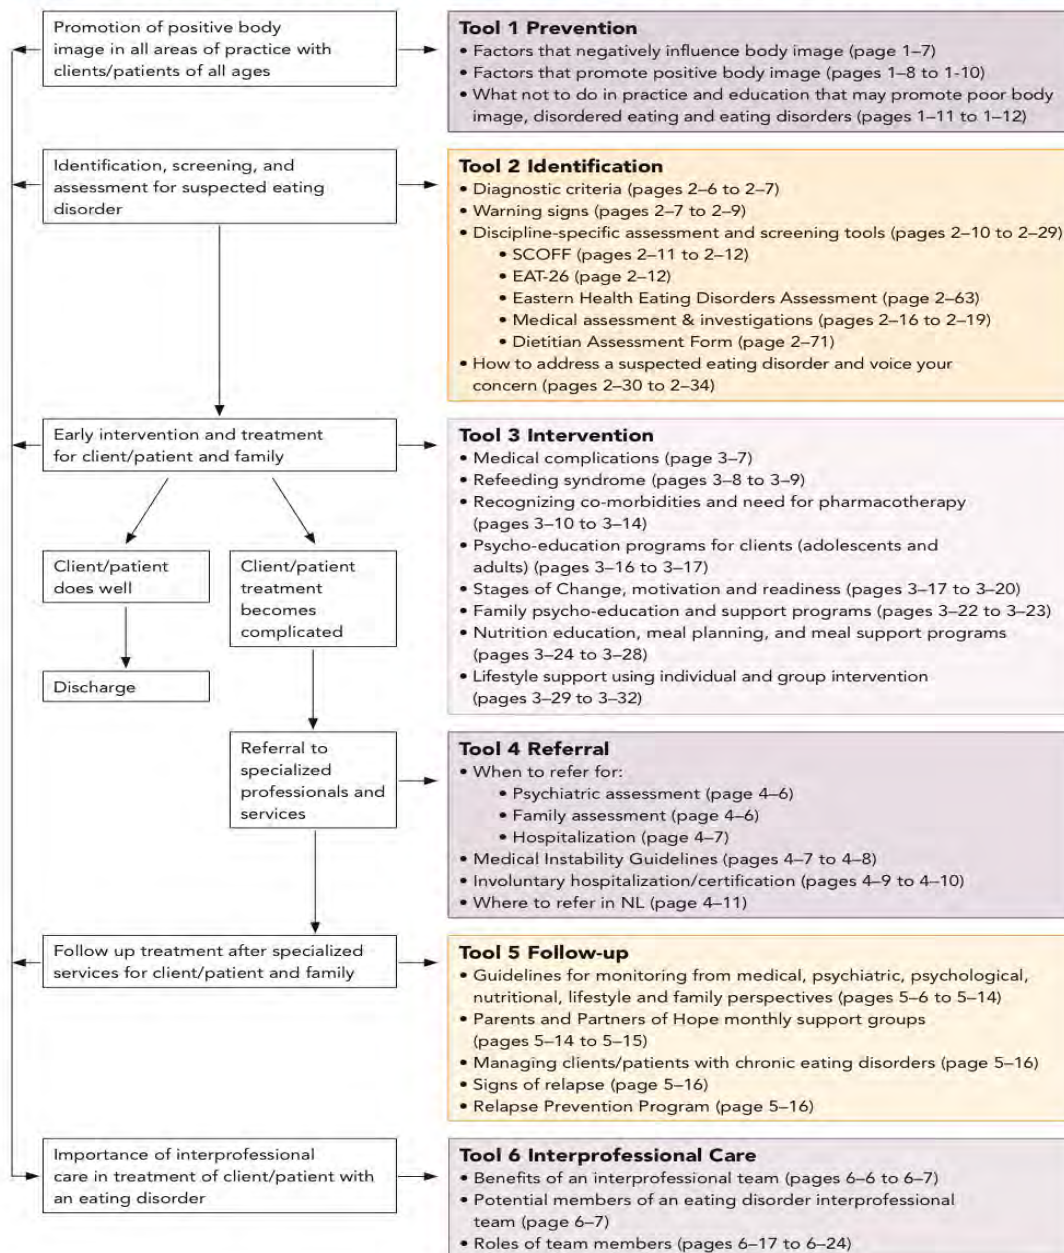 Promotion of positive body
image in all areas of practice with
clients/patients of all ages
Tool 1 Prevention
• Factors that negatively influence body image (page 1–7)
• Factors that promote positive body image (pages 1–8 to 1-10)
• What not to do in practice and education that may promote poor body
image, disordered eating and eating disorders (pages 1–11 to 1–12)
Identification, screening, and
assessment for suspected eating
disorder
Tool 2 Identification
• Diagnostic criteria (pages 2–6 to 2–7)
• Warning signs (pages 2–7 to 2–9)
• Discipline-specific assessment and screening tools (pages 2–10 to 2–29)
• SCOFF (pages 2–11 to 2–12)
• EAT-26 (page 2–12)
• Eastern Health Eating Disorders Assessment (page 2–63)
• Medical assessment & investigations (pages 2–16 to 2–19)
• Dietitian Assessment Form (page 2–71)
• How to address a suspected eating disorder and voice your
concern (pages 2–30 to 2–34)
Early intervention and treatment
for client/patient and family
Tool 3 Intervention
• Medical complications (page 3–7)
• Refeeding syndrome (pages 3–8 to 3–9)
• Recognizing co-morbidities and need for pharmacotherapy
(pages 3–10 to 3–14)
• Psycho-education programs for clients (adolescents and
adults) (pages 3–16 to 3–17)
• Stages of Change, motivation and readiness (pages 3–17 to 3–20)
• Family psycho-education and support programs (pages 3–22 to 3–23)
• Nutrition education, meal planning, and meal support programs
(pages 3–24 to 3–28)
• Lifestyle support using individual and group intervention
(pages 3–29 to 3–32)
Client/patient
does well
Client/patient
treatment
becomes
complicated
Discharge
Referral to
specialized
professionals and
services
Tool 4 Referral
• When to refer for:
• Psychiatric assessment (page 4–6)
• Family assessment (page 4–6)
• Hospitalization (page 4–7)
• Medical Instability Guidelines (pages 4–7 to 4–8)
• Involuntary hospitalization/certification (pages 4–9 to 4–10)
• Where to refer in NL (page 4–11)
Follow up treatment after specialized
services for client/patient and family
Tool 5 Follow-up
• Guidelines for monitoring from medical, psychiatric, psychological,
nutritional, lifestyle and family perspectives (pages 5–6 to 5–14)
• Parents and Partners of Hope monthly support groups
(pages 5–14 to 5–15)
• Managing clients/patients with chronic eating disorders (page 5–16)
• Signs of relapse (page 5–16)
• Relapse Prevention Program (page 5–16)
Importance of interprofessional
care in treatment of client/patient with
an eating disorder
Tool 6 Interprofessional Care
• Benefits of an interprofessional team (pages 6–6 to 6–7)
• Potential members of an eating disorder interprofessional
team (page 6–7)
• Roles of team members (pages 6–17 to 6–24)